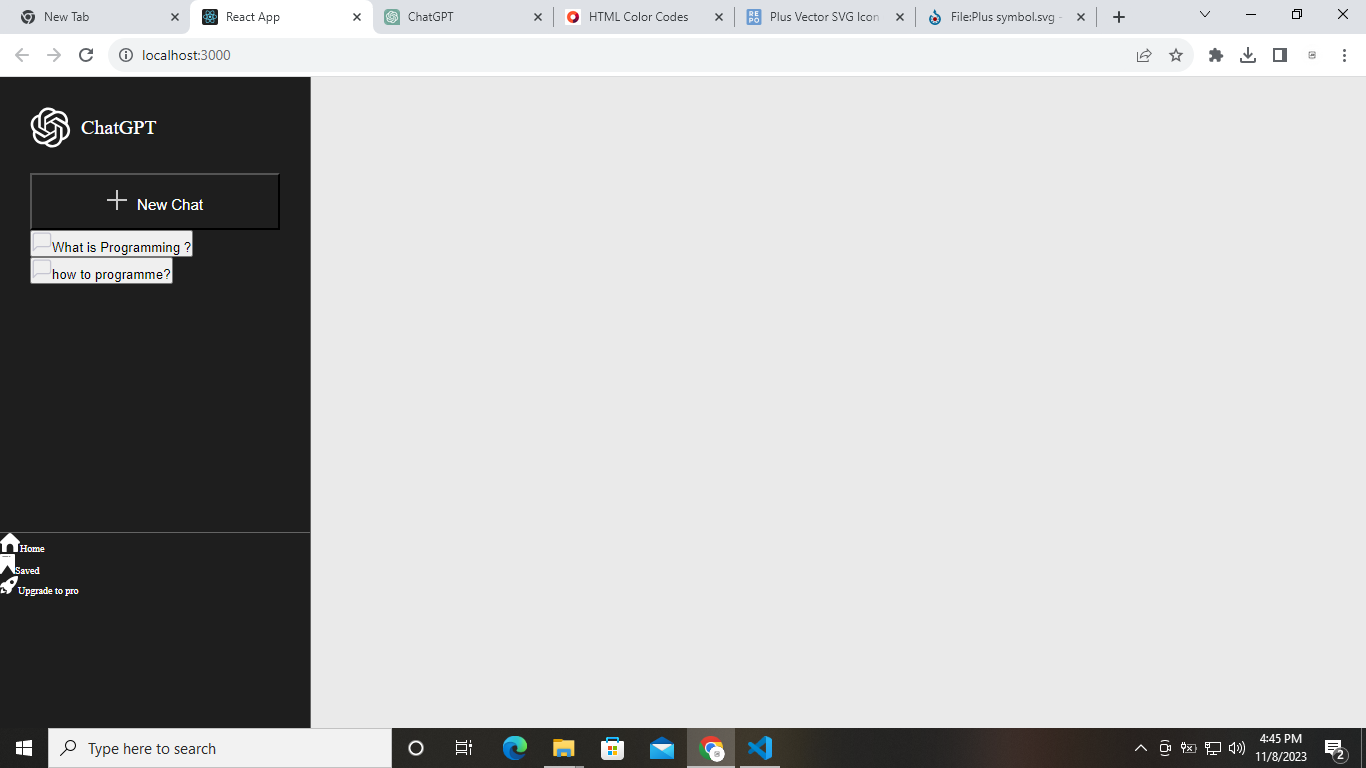 New Tab
React App
ChatGPT
HTML Color Codes
Plus Vector SVG Icon
File:Plus symbol.svg -
localhost:3000
ChatGPT
New Chat
What is Programming ?
how to programme?
Home
Saved
Upgrade to pro
Type here to search
4:45 PM
11/8/2023
2